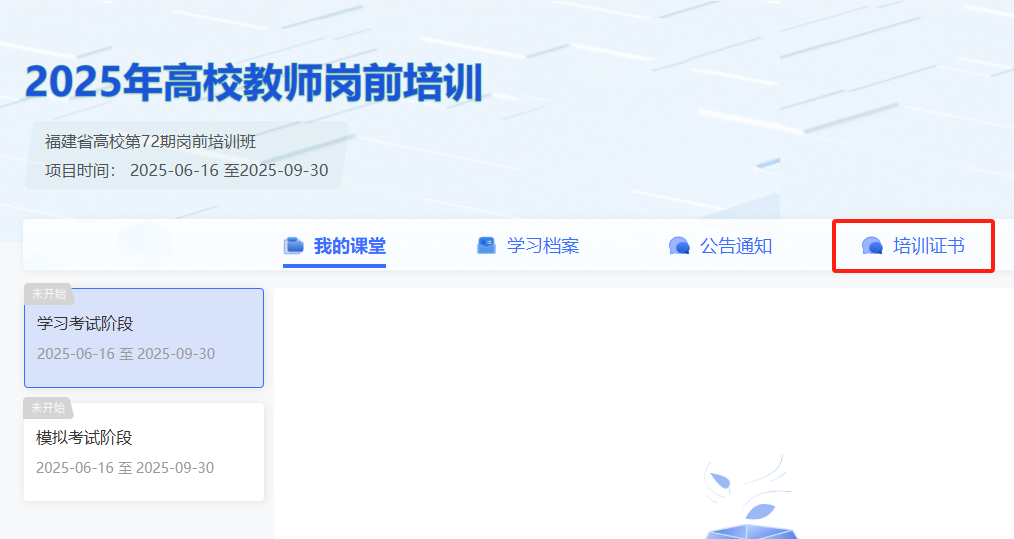 2025年高校教师岗前培训
福建省高校第72期岗前培训班
项目时间： 2025-06-16 至2025-09-30
我的课堂 学习档案 公告通知 培训证书
未开始
学习考试阶段
2025-06-16 至 2025-09-30
未开始
模拟考试阶段
2025-06-16 至 2025-09-30